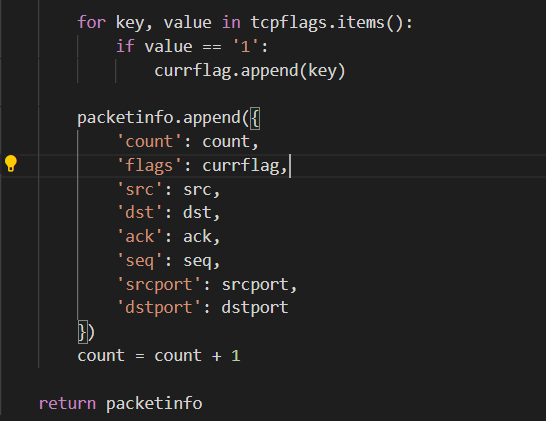 for key, value in tcpflags.items():
if value == '1':
currflag.append(key)
packetinfo.append({
'count': count,
'flags': currflag,
'src': src,
'dst': dst,
'ack': ack,
'seq': seq,
'srcport': srcport,
'dstport': dstport
})
count = count + 1
return packetinfo